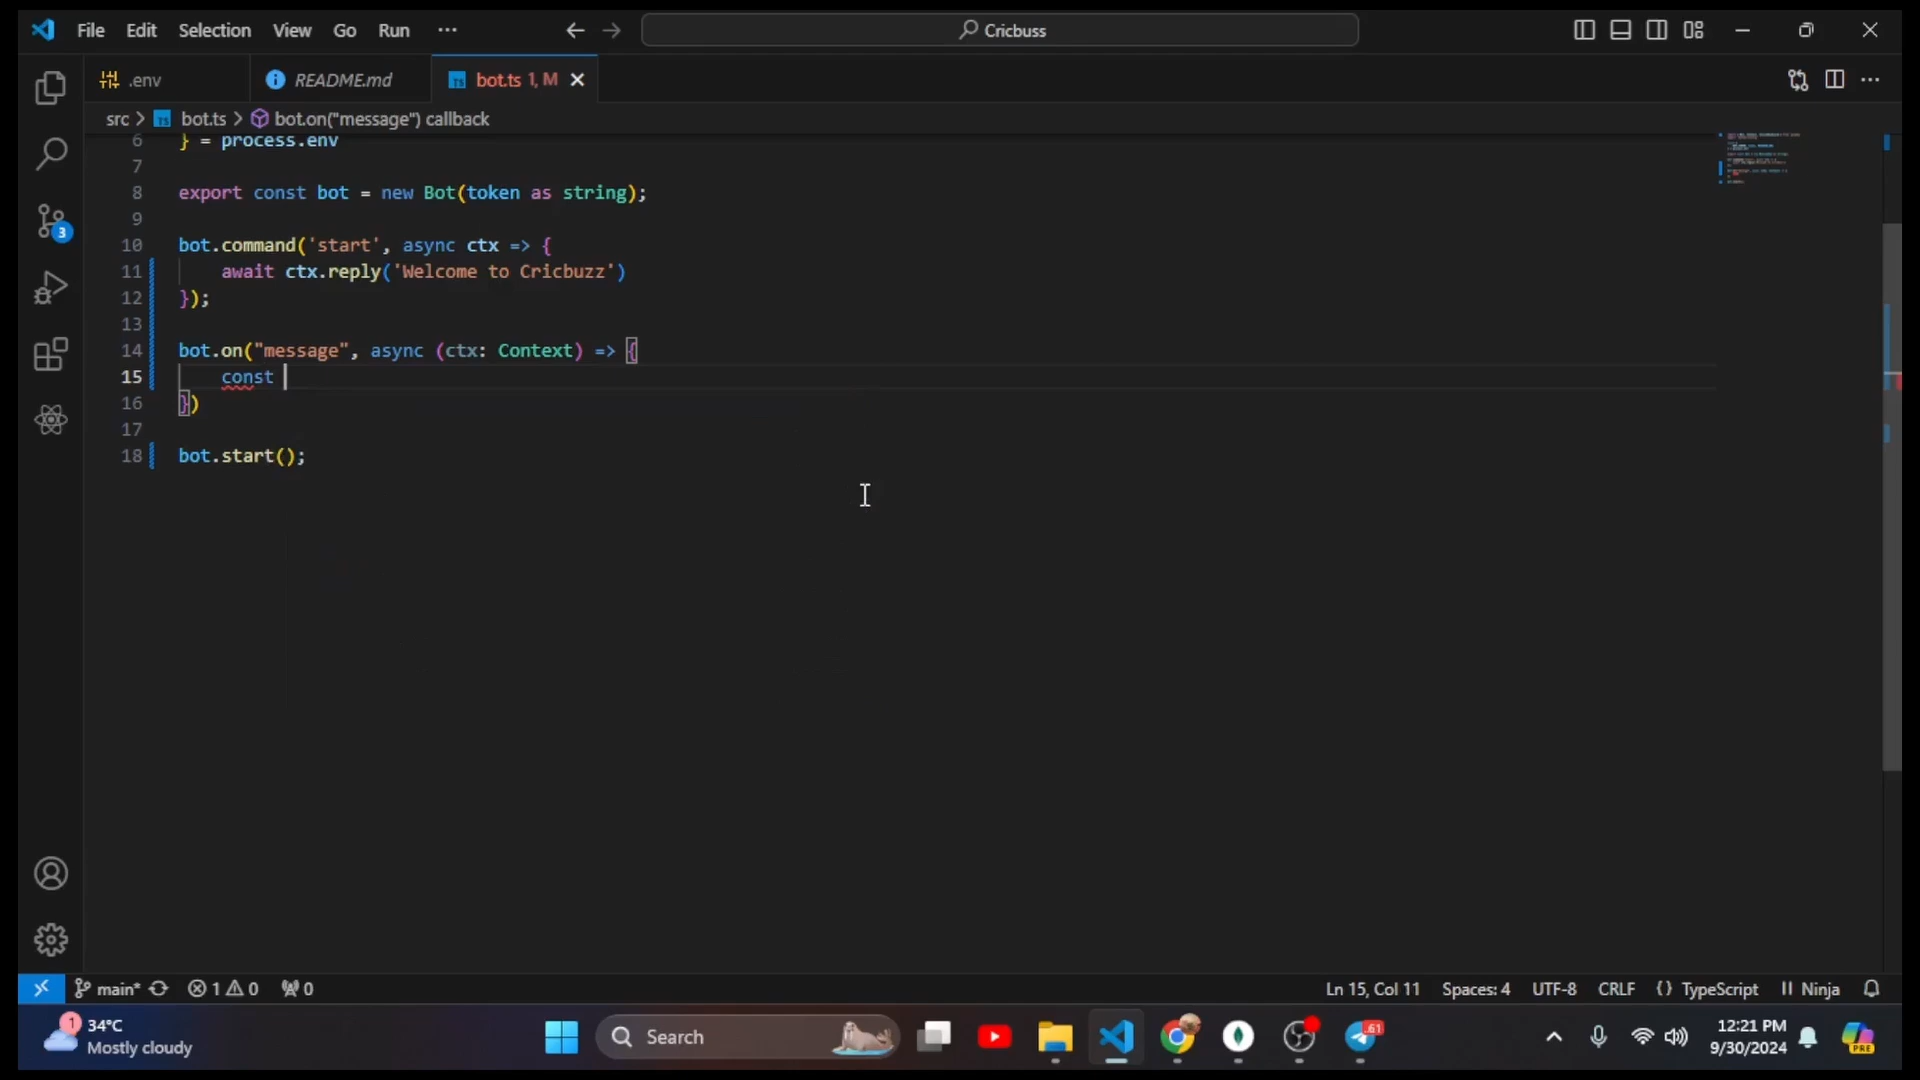 File Edit Selection View Go Run ··· Cricbuss
.env README.md bot.ts 1, M
src > bot.ts > bot.on("message") callback
6 } = process.env
7
8 export const bot = new Bot(token as string);
9
10 bot.command('start', async ctx => {
11 await ctx.reply('Welcome to Cricbuzz')
12 });
13
14 bot.on("message", async (ctx: Context) => {
15 const
16 })
17
18 bot.start();
3
main* 1 0 0 Ln 15, Col 11 Spaces: 4 UTF-8 CRLF {} TypeScript Ninja
1 34°C
Mostly cloudy
Search
61
PRE
12:21 PM
9/30/2024